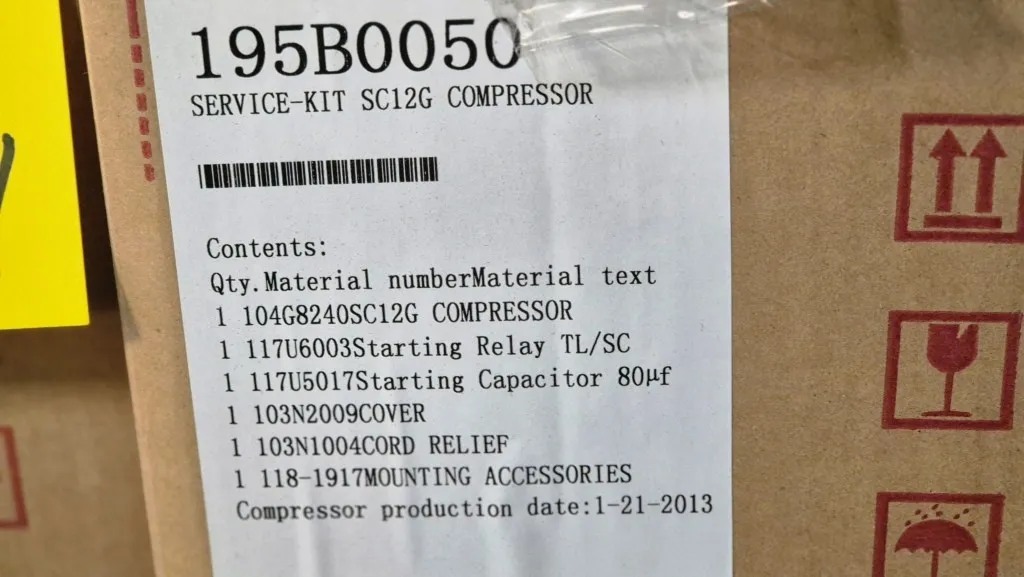 195B0050
SERVICE-KIT SC12G COMPRESSOR
Contents:
Qty.Material numberMaterial text
1 104G8240SC12G COMPRESSOR
1 117U6003Starting Relay TL/SC
1 117U5017Starting Capacitor 80µf
1 103N2009COVER
1 103N1004CORD RELIEF
1 118-1917MOUNTING ACCESSORIES
Compressor production date:1-21-2013